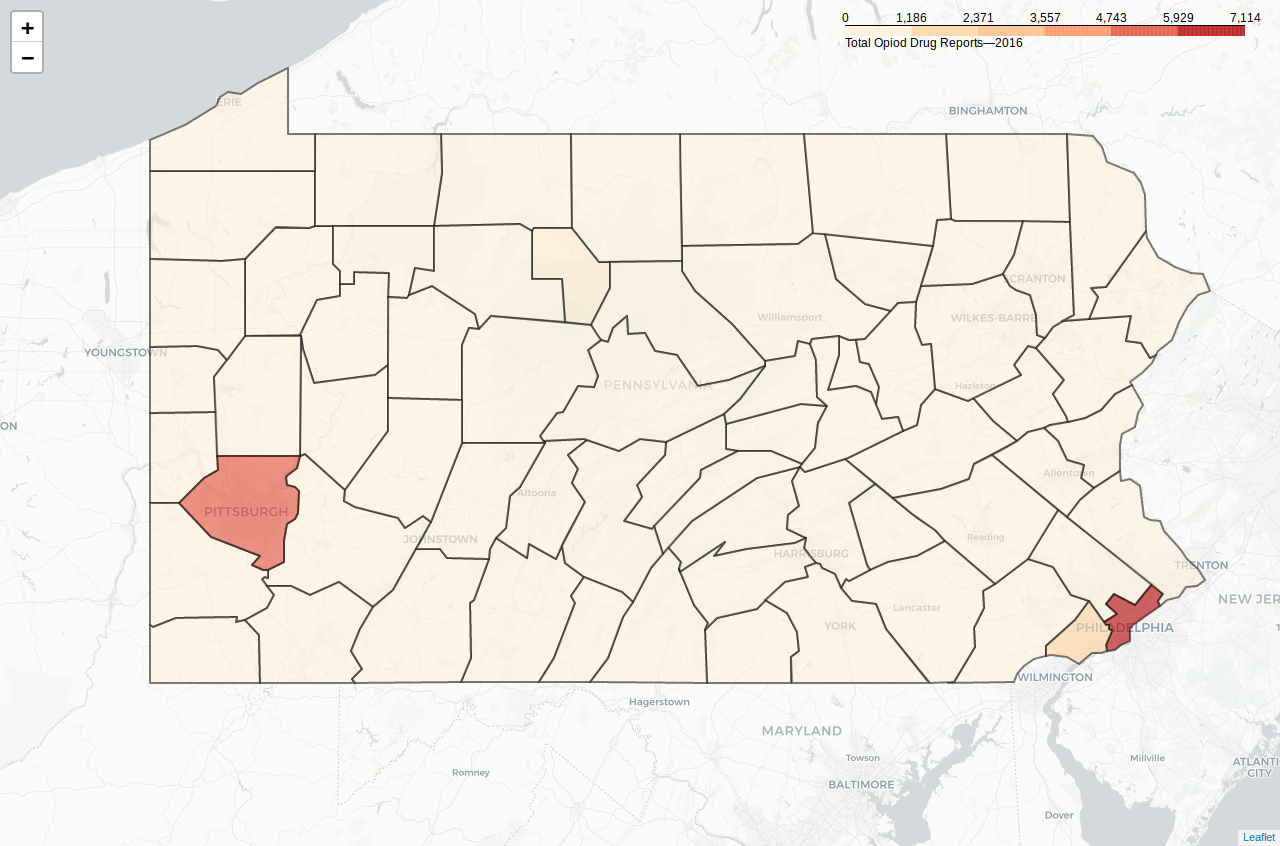 +
−
0 1,186 2,371 3,557 4,743 5,929 7,114
Total Opiod Drug Reports—2016
ERIE
BINGHAMTON
SCRANTON
Williamsport
WILKES-BARRE
YOUNGSTOWN
PENNSYLVANIA
Hazleton
ON
Allentown
Altoona
PITTSBURGH
JOHNSTOWN
Reading
HARRISBURG
TRENTON
NEW JER
Lancaster
YORK
PHILADELPHIA
WILMINGTON
Hagerstown
MARYLAND
Towson
Millville
ATLANTI
CITY
Romney
BALTIMORE
Dover
Leaflet